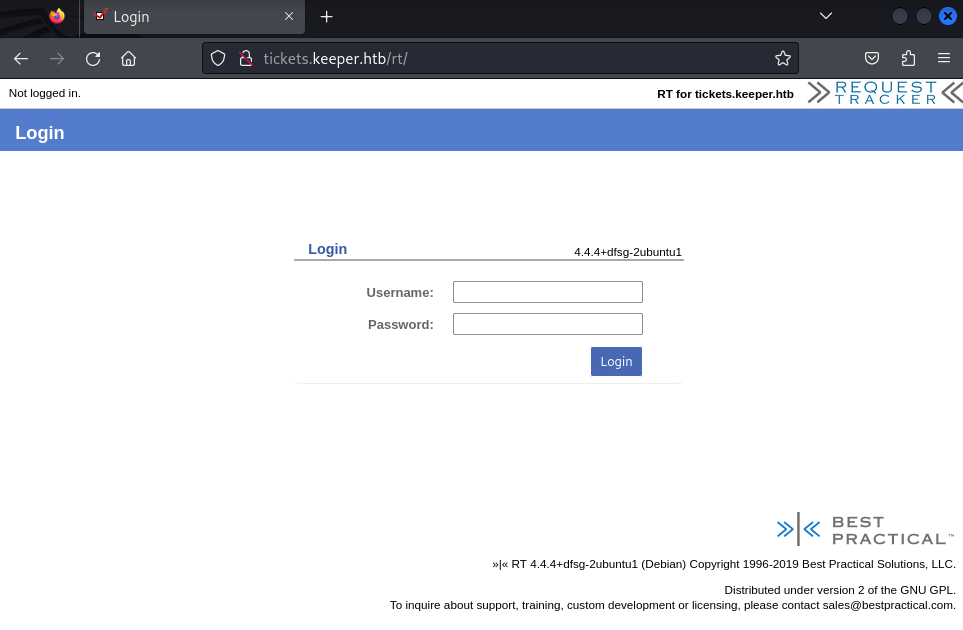 Login
tickets.keeper.htb/rt/
Not logged in.
RT for tickets.keeper.htb
REQUEST
TRACKER
Login
Login
4.4.4+dfsg-2ubuntu1
Username:
Password:
Login
BEST
PRACTICAL™
»|« RT 4.4.4+dfsg-2ubuntu1 (Debian) Copyright 1996-2019 Best Practical Solutions, LLC.
Distributed under version 2 of the GNU GPL.
To inquire about support, training, custom development or licensing, please contact sales@bestpractical.com.